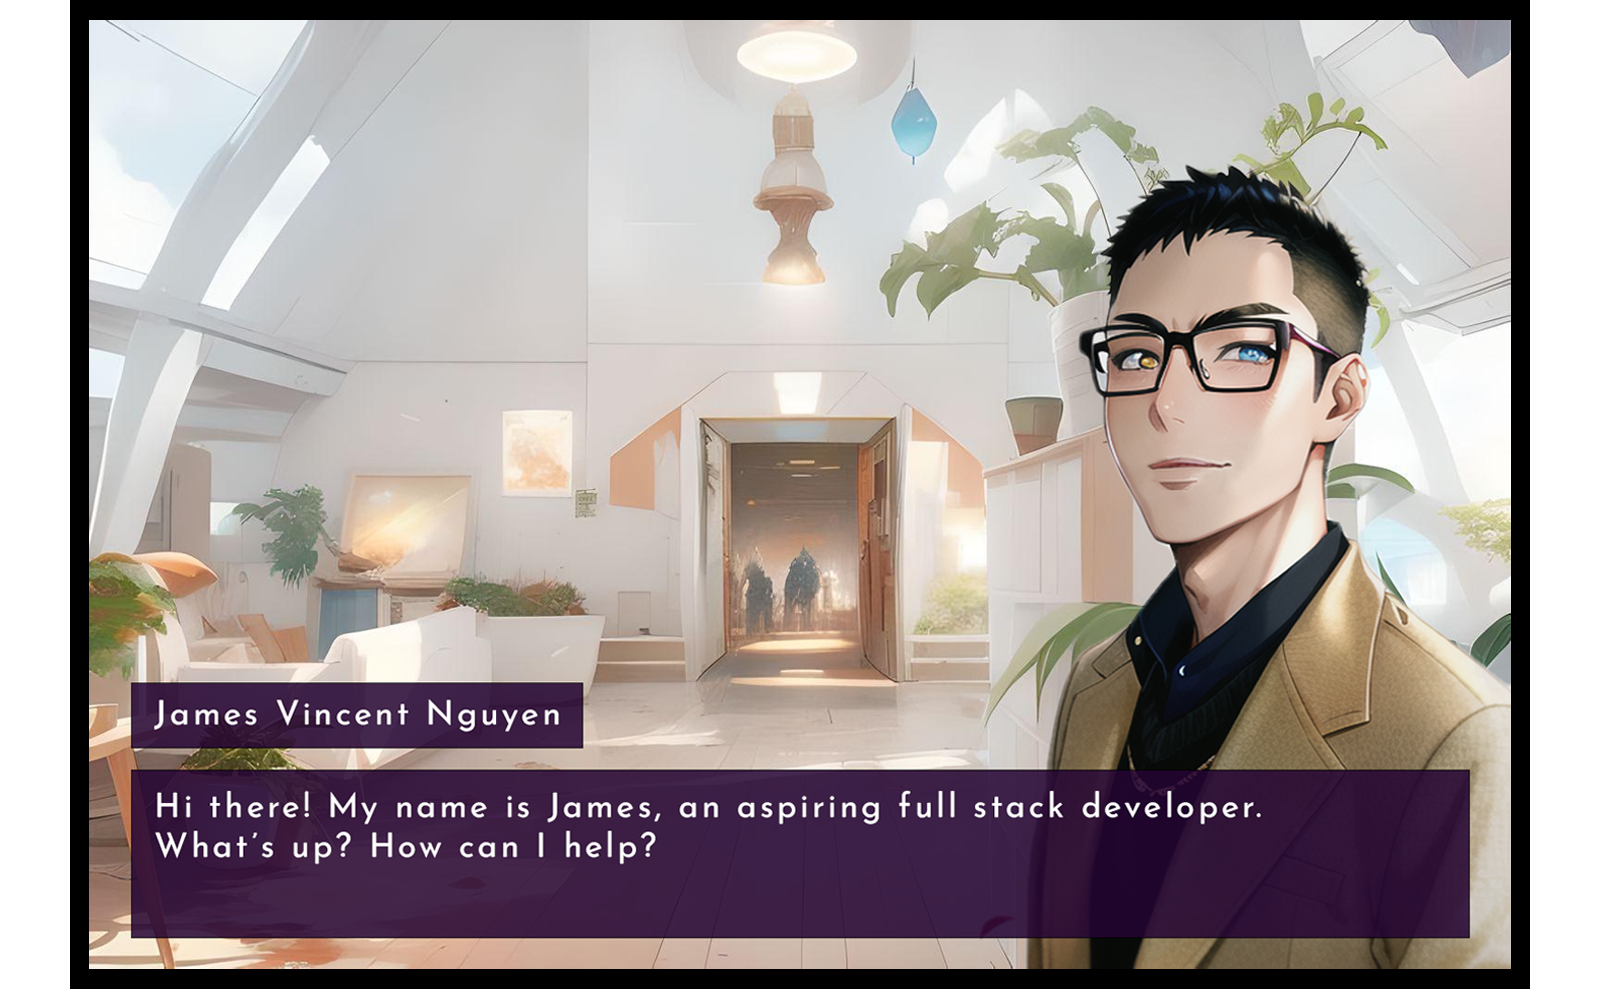 James Vincent Nguyen
Hi there! My name is James, an aspiring full stack developer.
What's up? How can I help?